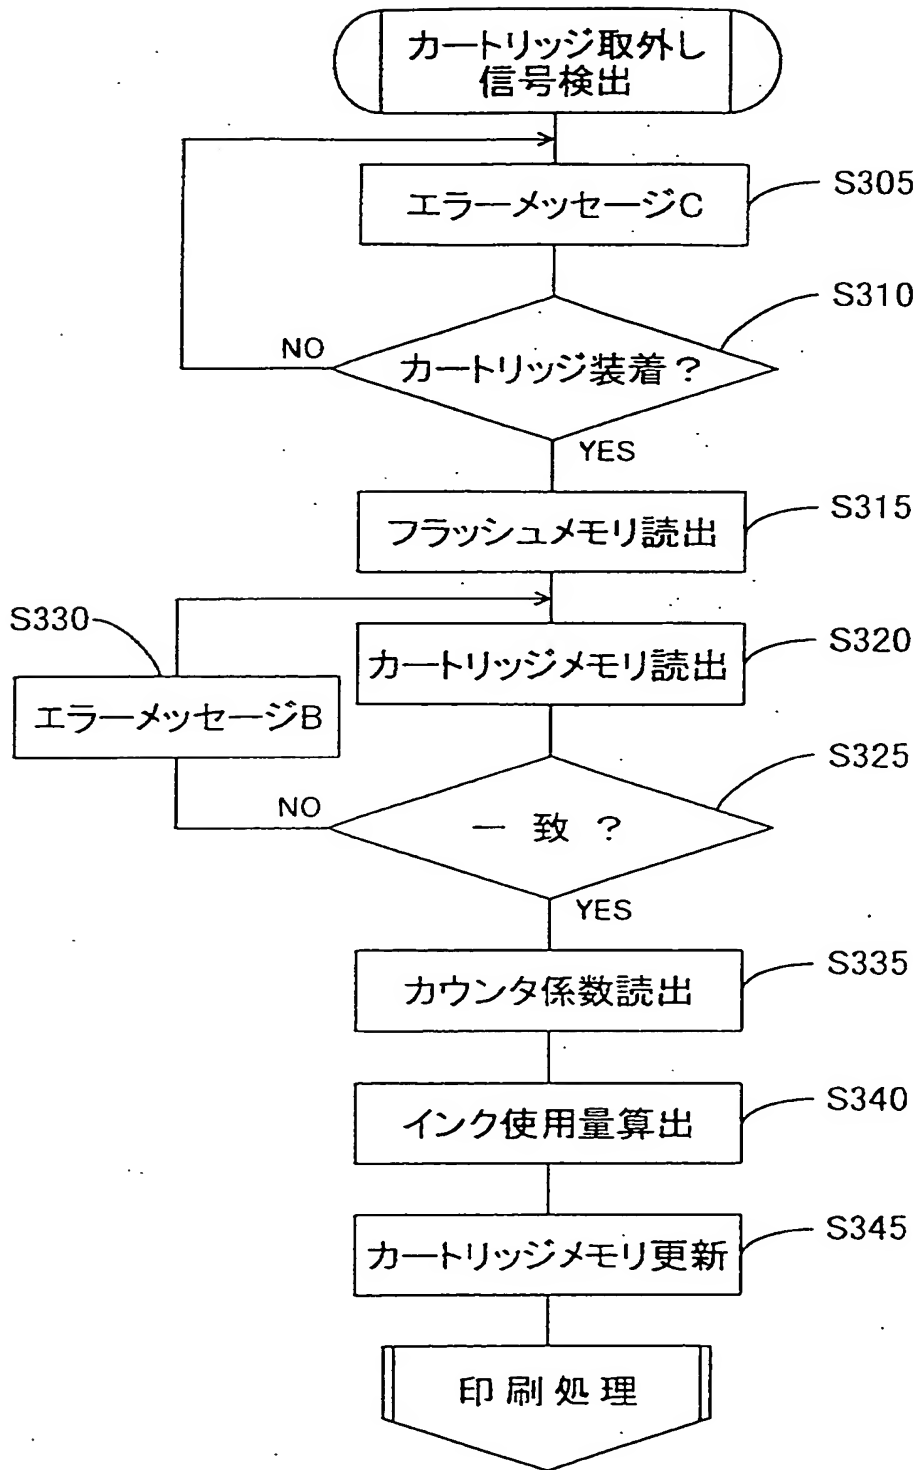 カートリッジ取外し
信号検出
エラーメッセージC
S305
S310
NO
カートリッジ装着?
YES
フラッシュメモリ読出
S315
S330
カートリッジメモリ読出
S320
エラーメッセージB
S325
NO
一致?
YES
カウンタ係数読出
S335
インク使用量算出
S340
カートリッジメモリ更新
S345
印刷処理